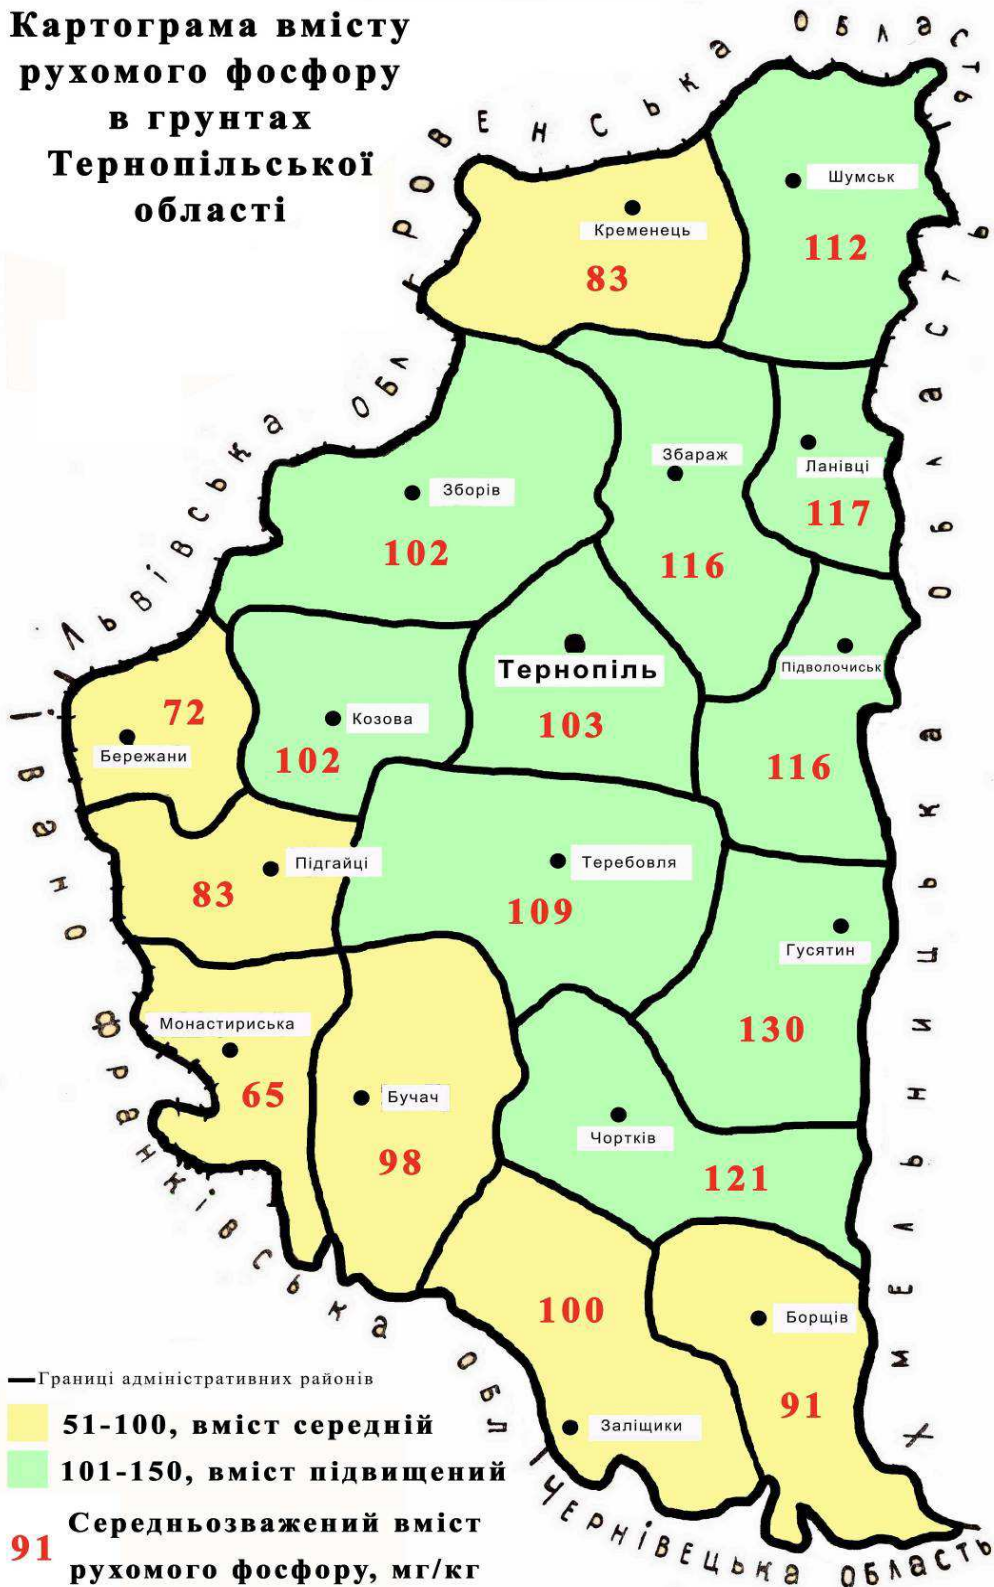 Картограма вмісту
рухомого фосфору
в грунтах
Тернопільської
області
РОВЕНСЬКА ОБЛАСТЬ
Шумськ
112
Кременець
83
ЛЬВІВСЬКА ОБЛ
Збараж
116
Ланівці
117
Зборів
102
Підволочиськ
116
Тернопіль
103
72
Бережани
Козова
102
Підгайці
83
Теребовля
109
Гусятин
130
Монастириська
65
Бучач
98
Чортків
121
100
Заліщики
Борщів
91
ІВАНОФРАНКІВСЬКА ОБЛ
ЧЕРНІВЕЦЬКА ОБЛАСТЬ
ХМЕЛЬНИЦЬКА ОБЛАСТЬ
Границі адміністративних районів
51-100, вміст середній
101-150, вміст підвищений
91 Середньозважений вміст
рухомого фосфору, мг/кг